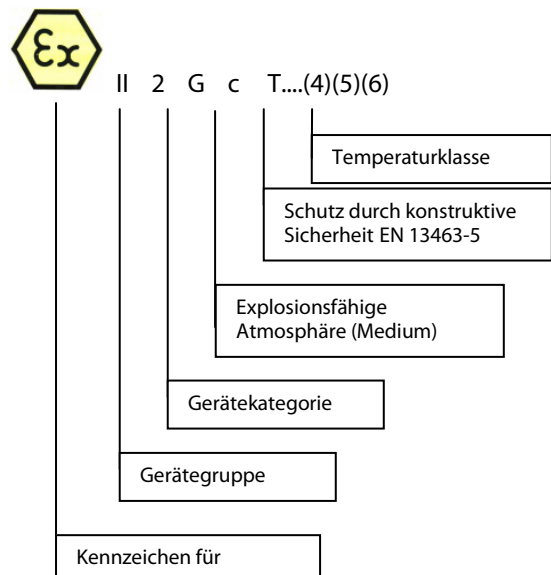 Ex
II 2 G c T....(4)(5)(6)
Temperaturklasse
Schutz durch konstruktive
Sicherheit EN 13463-5
Explosionsfähige
Atmosphäre (Medium)
Gerätekategorie
Gerätegruppe
Kennzeichen für